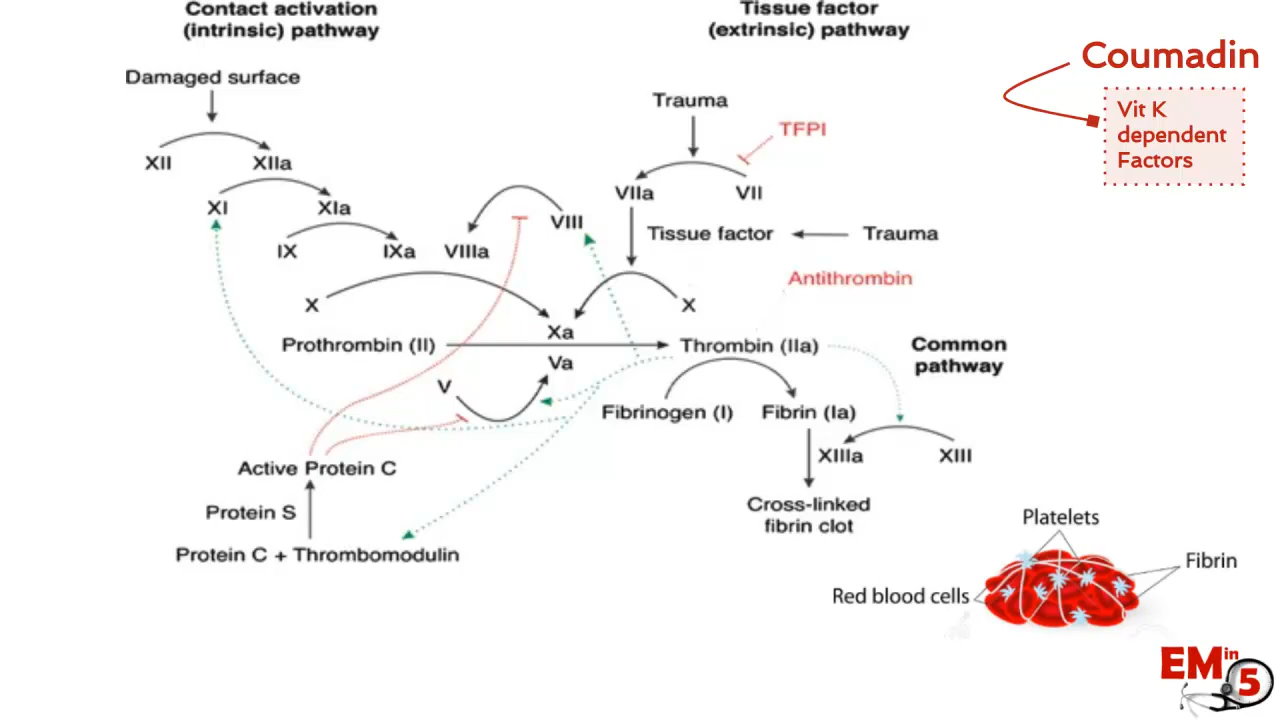 Contact activation
(intrinsic) pathway
Tissue factor
(extrinsic) pathway
Coumadin
Vit K
dependent
Factors
Damaged surface
Trauma
TFPI
XII
XIIa
VIIa
VII
XI
XIa
VIII
Tissue factor
Trauma
IX
IXa
VIIIa
Antithrombin
X
X
Xa
Prothrombin (II)
Thrombin (IIa)
Common
pathway
Va
V
Fibrinogen (I)
Fibrin (Ia)
XIIIa
XIII
Active Protein C
Protein S
Cross-linked
fibrin clot
Protein C + Thrombomodulin
Platelets
Fibrin
Red blood cells
EM in 5